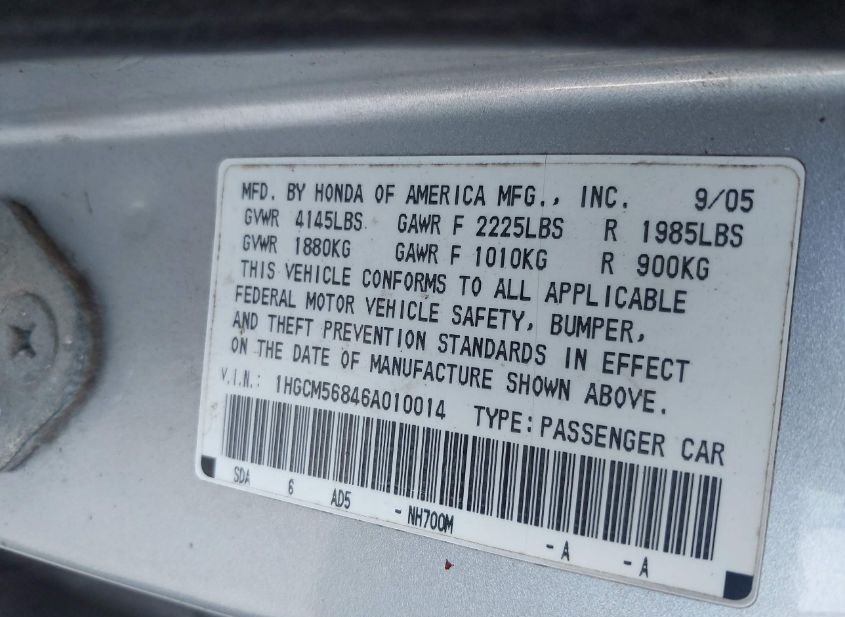 MFD. BY HONDA OF AMERICA MFG., INC. 9/05
GVWR 4145LBS GAWR F 2225LBS R 1985LBS
GVWR 1880KG GAWR F 1010KG R 900KG
THIS VEHICLE CONFORMS TO ALL APPLICABLE
FEDERAL MOTOR VEHICLE SAFETY, BUMPER,
AND THEFT PREVENTION STANDARDS IN EFFECT
ON THE DATE OF MANUFACTURE SHOWN ABOVE.
V.I.N.: 1HGCM56846A010014 TYPE: PASSENGER CAR
SDA 6 AD5 - NH700M - A - A